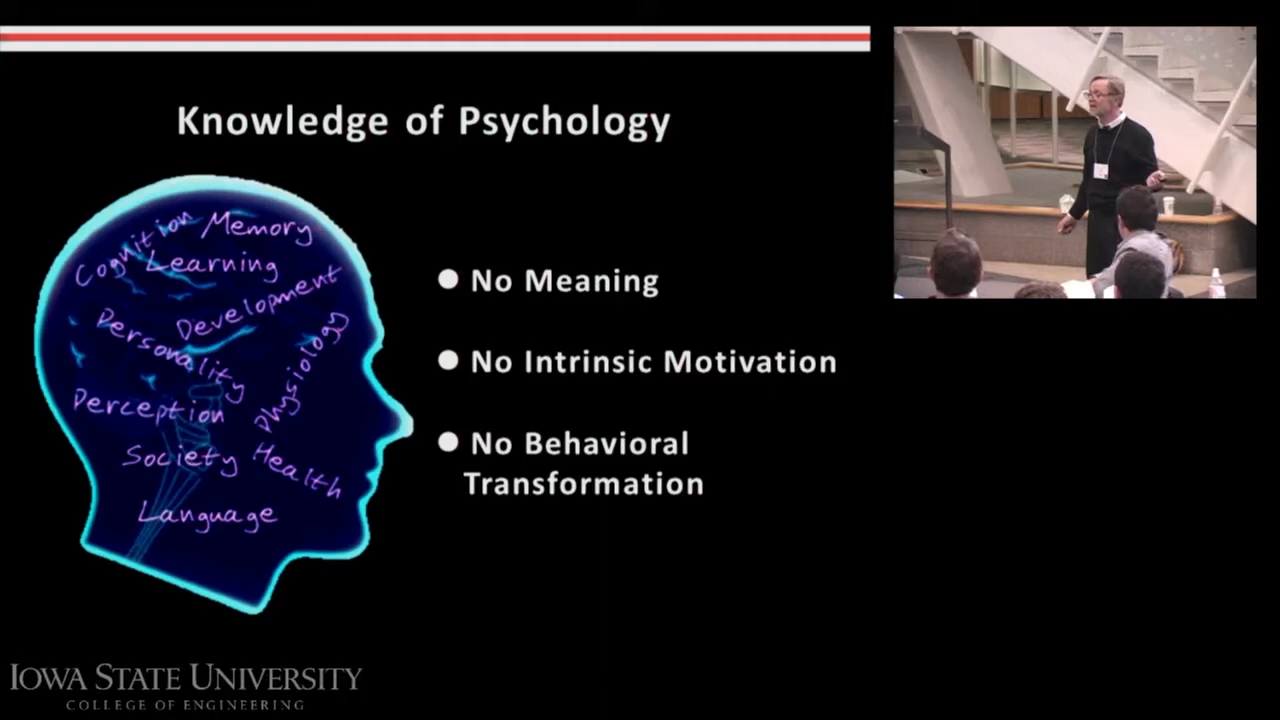 Knowledge of Psychology
Cognition
Memory
Learning
Development
Personality
Physiology
Perception
Society
Health
Language
● No Meaning
● No Intrinsic Motivation
● No Behavioral
Transformation
IOWA STATE UNIVERSITY
COLLEGE OF ENGINEERING